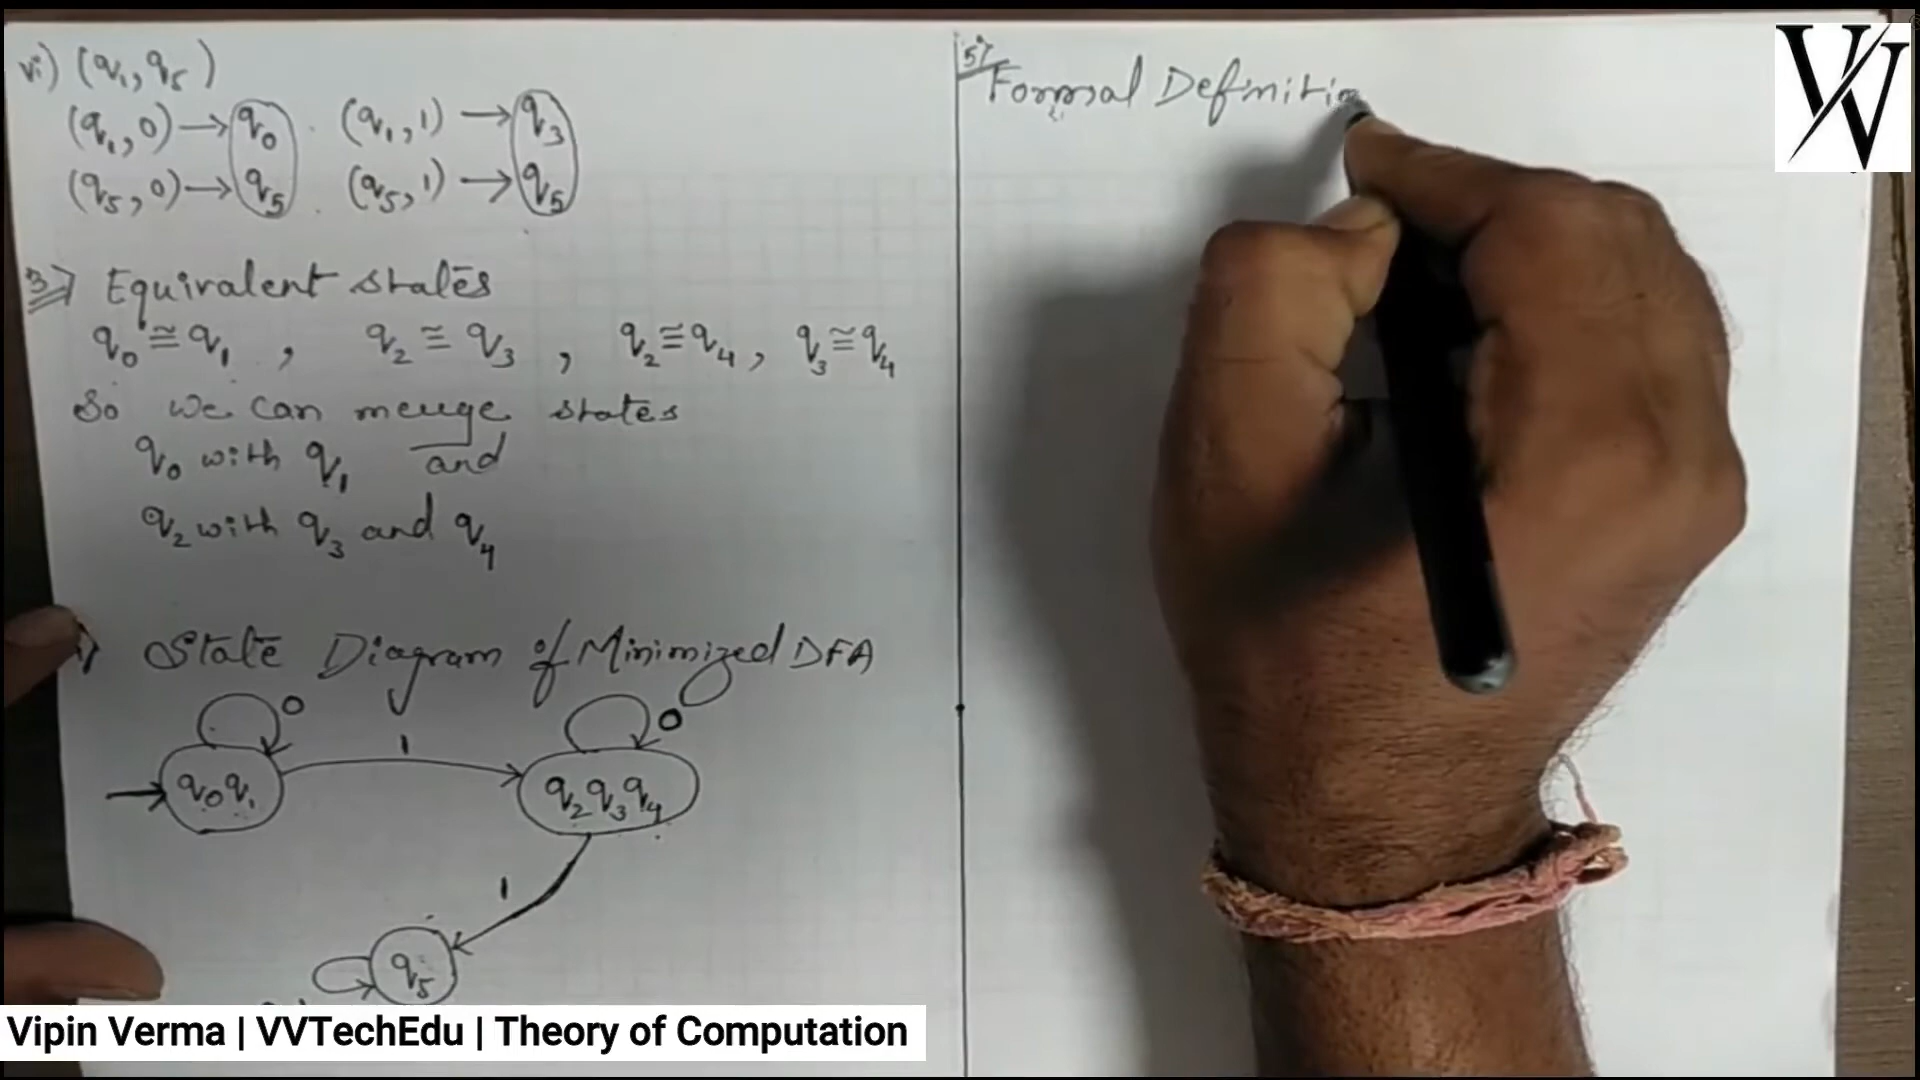 vi) (q₁, q₅)
(q₁, 0) → q₀ (q₁, 1) → q₃
(q₅, 0) → q₅ (q₅, 1) → q₅
3) Equivalent states
q₀ ≅ q₁ , q₂ ≅ q₃ , q₂ ≅ q₄ , q₃ ≅ q₄
So we can merge states
q₀ with q₁ and
q₂ with q₃ and q₄
State Diagram of Minimized DFA
0 0
1
q₀q₁ q₂q₃q₄
1
q₅
5) Formal Definitio
VV
Vipin Verma | VVTechEdu | Theory of Computation